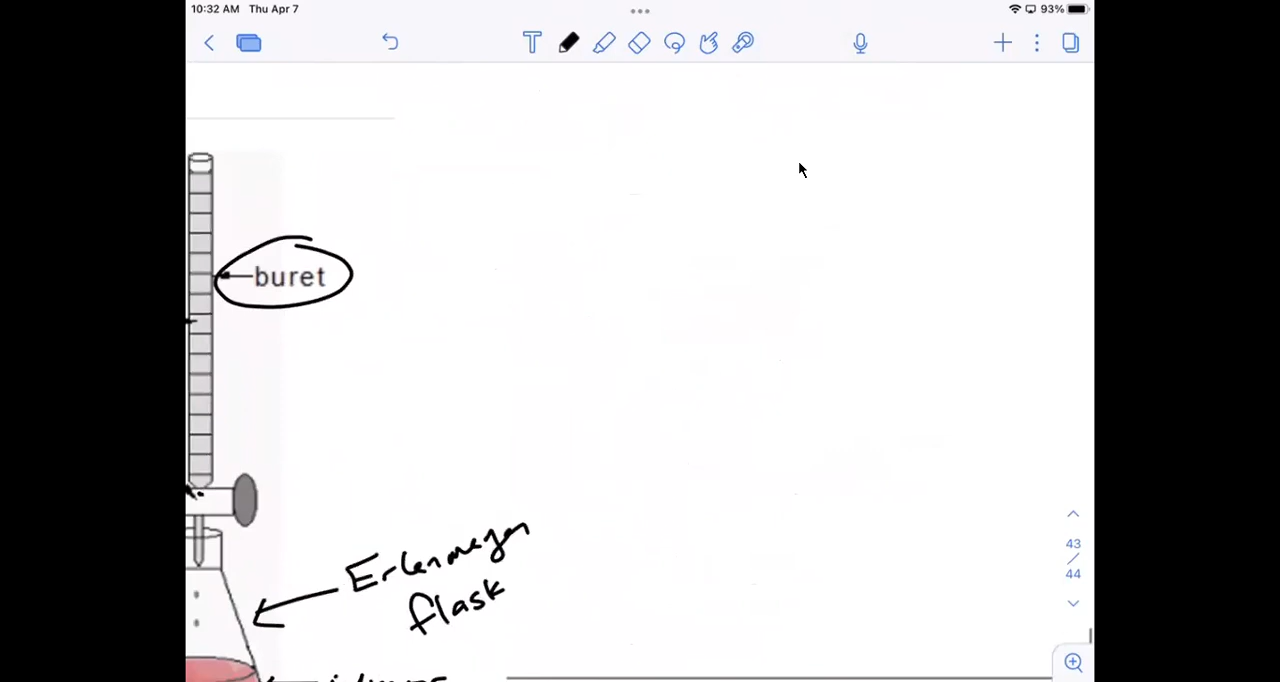 10:32 AM Thu Apr 7
93%
T
buret
43
/
44
Erlenmeyer
flask